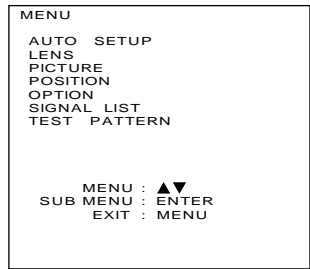 MENU
AUTO SETUP
LENS
PICTURE
POSITION
OPTION
SIGNAL LIST
TEST PATTERN
MENU : ▲▼
SUB MENU : ENTER
EXIT : MENU